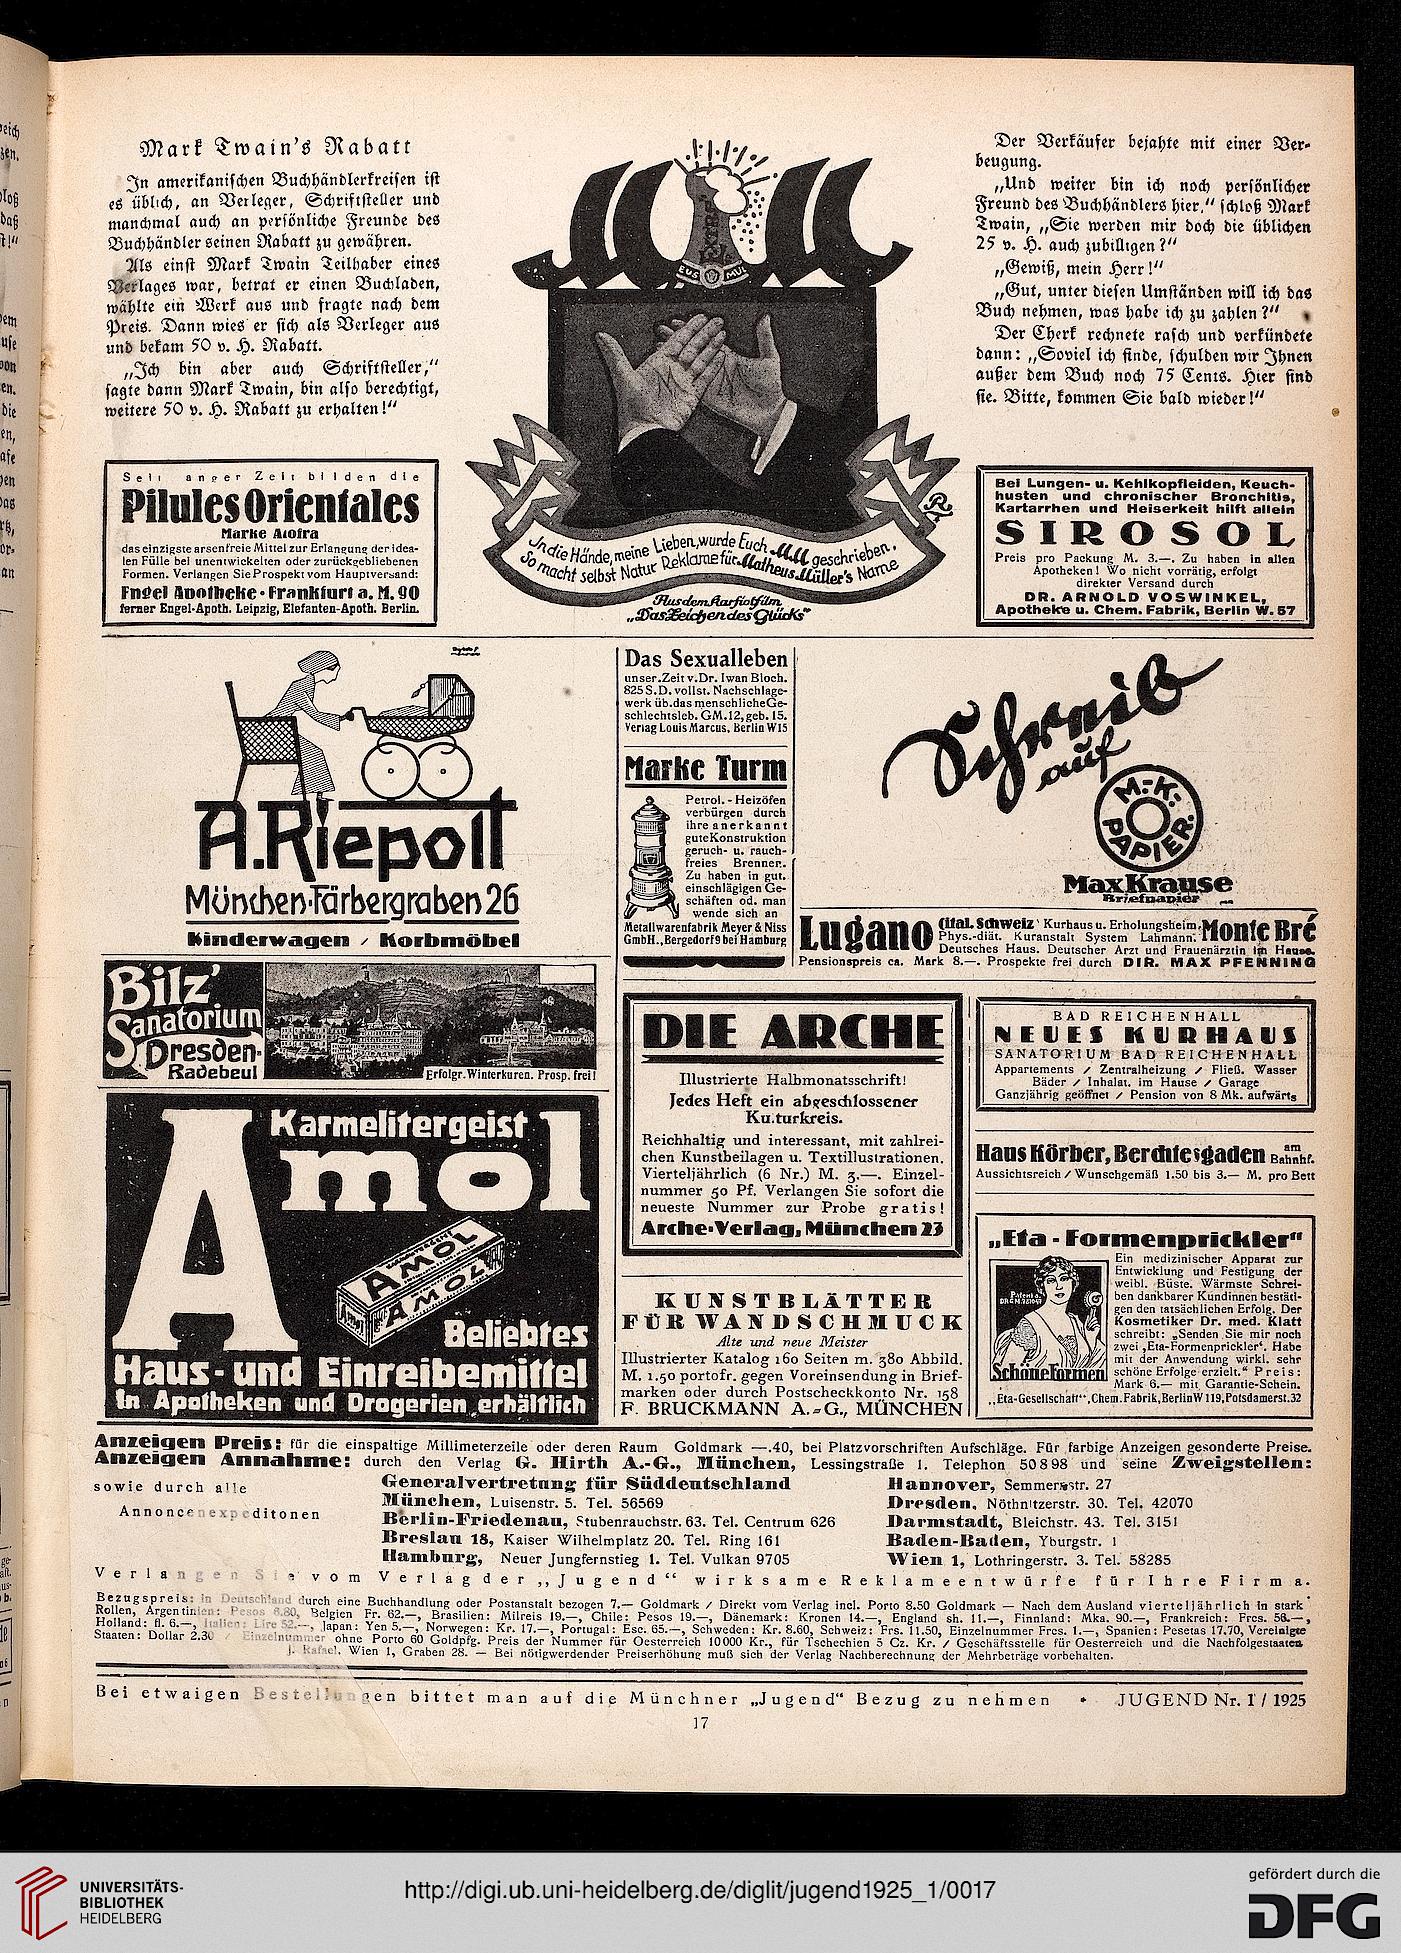 Mark Twain's Rabatt
In amerikanischen Buchhändlerkreisen ist
es üblich, an Verleger, Schriftsteller und
manchmal auch an persönliche Freunde des
Buchhändler seinen Rabatt zu gewähren.
Als einst Mark Twain Teilhaber eines
Verlages war, betrat er einen Buchladen,
wählte ein Werk aus und fragte nach dem
Preis. Dann wies er sich als Verleger aus
und bekam 50 v. H. Rabatt.
„Ich bin aber auch Schriftsteller,"
sagte dann Mark Twain, bin also berechtigt,
weitere 50 v. H. Rabatt zu erhalten!"
Der Verkäufer bejahte mit einer Ver-
beugung.
„Und weiter bin ich noch persönlicher
Freund des Buchhändlers hier," schloß Mark
Twain, „Sie werden mir doch die üblichen
25 v. H. auch zubilligen?"
„Gewiß, mein Herr!"
„Gut, unter diesen Umständen will ich das
Buch nehmen, was habe ich zu zahlen?"
Der Cherk rechnete rasch und verkündete
dann: „Soviel ich finde, schulden wir Ihnen
außer dem Buch noch 75 Cents. Hier sind
sie. Bitte, kommen Sie bald wieder!"
MM
EXTRA
EUS MUL
M M
In die Hände, meine Lieben, wurde Euch M.M. geschrieben.
So macht selbst Natur Reklame für Matheus Müller's Name
Aus dem Karfiolfilm
„Das Zeichen des Glücks"
Seit anger Zeit bilden die
Pilules Orientales
Marke Aiofra
das einzigste arsenfreie Mittel zur Erlangung der idea-
len Fülle bei unentwickelten oder zurückgebliebenen
Formen. Verlangen Sie Prospekt vom Hauptversand:
Engel Apotheke · Frankfurt a. M. 90
ferner Engel-Apoth. Leipzig, Elefanten-Apoth. Berlin.
Bei Lungen- u. Kehlkopfleiden, Keuch-
husten und chronischer Bronchitis,
Kartarrhen und Heiserkeit hilft allein
SIROSOL
Preis pro Packung M. 3.—. Zu haben in allen
Apotheken! Wo nicht vorrätig, erfolgt
direkter Versand durch
DR. ARNOLD VOSWINKEL,
Apotheke u. Chem. Fabrik, Berlin W. 57
A. Riepolt
München · Färbergraben 26
Kinderwagen / Korbmöbel
Das Sexualleben
unser. Zeit v. Dr. Iwan Bloch.
825 S. D. vollst. Nachschlage-
werk üb. das menschliche Ge-
schlechtsleb. GM. 12, geb. 15.
Verlag Louis Marcus, Berlin W15
Marke Turm
Petrol.-Heizöfen
verbürgen durch
ihre anerkannt
gute Konstruktion
geruch- u. rauch-
freies Brennen.
Zu haben in gut.
einschlägigen Ge-
schäften od. man
wende sich an
Metallwarenfabrik Meyer & Niss
GmbH., Bergedorf 9 bei Hamburg
Schreib
auf
M.-K.-
PAPIER.
Max Krause
Briefpapier
Lugano (ital. Schweiz) Kurhaus u. Erholungsheim. Monte Bré
Phys.-diät. Kuranstalt System Lahmann.
Deutsches Haus. Deutscher Arzt und Frauenärztin im Hause.
Pensionspreis ca. Mark 8.—. Prospekte frei durch DIR. MAX PFENNING
Bilz'
Sanatorium
Dresden-
Radebeul
Erfolgr. Winterkuren. Prosp. frei!
Karmelitergeist
Amol
AMOL
AMOL
Beliebtes
Haus- und Einreibemittel
In Apotheken und Drogerien erhältlich
DIE ARCHE
Illustrierte Halbmonatsschrift!
Jedes Heft ein abgeschlossener
Ku.turkreis.
Reichhaltig und interessant, mit zahlrei-
chen Kunstbeilagen u. Textillustrationen.
Vierteljährlich (6 Nr.) M. 3.—. Einzel-
nummer 50 Pf. Verlangen Sie sofort die
neueste Nummer zur Probe gratis!
Arche-Verlag, München 23
KUNSTBLÄTTER
FÜR WANDSCHMUCK
Alte und neue Meister
Illustrierter Katalog 160 Seiten m. 380 Abbild.
M. 1.50 portofr. gegen Voreinsendung in Brief-
marken oder durch Postscheckkonto Nr. 158
F. BRUCKMANN A.-G., MÜNCHEN
BAD REICHENHALL
NEUES KURHAUS
SANATORIUM BAD REICHENHALL
Appartements / Zentralheizung / Fließ. Wasser
Bäder / Inhalat. im Hause / Garage
Ganzjährig geöffnet / Pension von 8 Mk. aufwärts
Haus Körber, Berchtesgaden am Bahnhf.
Aussichtsreich / Wunschgemäß 1.50 bis 3.— M. pro Bett
„Eta - Formenprickler"
Patent a.
DRGM.731047
Schöne Formen
Ein medizinischer Apparat zur
Entwicklung und Festigung der
weibl. Büste. Wärmste Schrei-
ben dankbarer Kundinnen bestäti-
gen den tatsächlichen Erfolg. Der
Kosmetiker Dr. med. Klatt
schreibt: „Senden Sie mir noch
zwei ‚Eta-Formenprickler'. Habe
mit der Anwendung wirkl. sehr
schöne Erfolge erzielt." Preis:
Mark 6.— mit Garantie-Schein.
„Eta-Gesellschaft", Chem. Fabrik, Berlin W 119, Potsdamerst. 32
Anzeigen Preis: für die einspaltige Millimeterzeile oder deren Raum Goldmark —.40, bei Platzvorschriften Aufschläge. Für farbige Anzeigen gesonderte Preise.
Anzeigen Annahme: durch den Verlag G. Hirth A.-G., München, Lessingstraße 1. Telephon 50898 und seine Zweigstellen:
sowie durch alle
Annoncenexpeditonen
Generalvertretung für Süddeutschland
München, Luisenstr. 5. Tel. 56569
Berlin-Friedenau, Stubenrauchstr. 63. Tel. Centrum 626
Breslau 18, Kaiser Wilhelmplatz 20. Tel. Ring 161
Hamburg, Neuer Jungfernstieg 1. Tel. Vulkan 9705
Hannover, Semmernstr. 27
Dresden, Nöthnitzerstr. 30. Tel. 42070
Darmstadt, Bleichstr. 43. Tel. 3151
Baden-Baden, Yburgstr. 1
Wien 1, Lothringerstr. 3. Tel. 58285
Verlangen Sie vom Verlag der „Jugend" wirksame Reklameentwürfe für Ihre Firma.
Bezugspreis: in Deutschland durch eine Buchhandlung oder Postanstalt bezogen 7.— Goldmark / Direkt vom Verlag incl. Porto 8.50 Goldmark — Nach dem Ausland vierteljährlich in stark
Rollen, Argentinien: Pesos 6.80, Belgien Fr. 62.—, Brasilien: Milreis 19.—, Chile: Pesos 19.—, Dänemark: Kronen 14.—, England sh. 11.—, Finnland: Mka. 90.—, Frankreich: Frcs. 56.—,
Holland: fl. 6.—, Italien: Lire 52.—, Japan: Yen 5.—, Norwegen: Kr. 17.—, Portugal: Esc. 65.—, Schweden: Kr. 8.60, Schweiz: Frs. 11.50, Einzelnummer Frcs. 1.—, Spanien: Pesetas 17.70, Vereinigte
Staaten: Dollar 2.30 / Einzelnummer ohne Porto 60 Goldpfg. Preis der Nummer für Oesterreich 10000 Kr., für Tschechien 5 Cz. Kr. / Geschäftsstelle für Oesterreich und die Nachfolgestaaten
J. Rafael, Wien 1, Graben 28. — Bei nötigwerdender Preiserhöhung muß sich der Verlag Nachberechnung der Mehrbeträge vorbehalten.
Bei etwaigen Bestellungen bittet man auf die Münchner „Jugend" Bezug zu nehmen • JUGEND Nr. 1 / 1925
17
UNIVERSITÄTS-
BIBLIOTHEK
HEIDELBERG
http://digi.ub.uni-heidelberg.de/diglit/jugend1925_1/0017
gefördert durch die
DFG